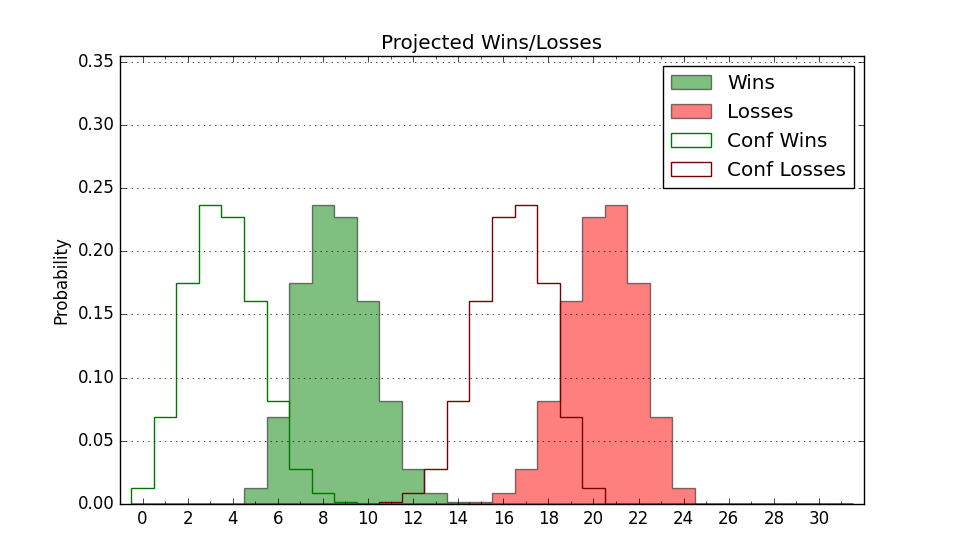 Projected Wins/Losses
0.35
0.30
0.25
0.20
0.15
0.10
0.05
0.00
Probability
Wins
Losses
Conf Wins
Conf Losses
0 2 4 6 8 10 12 14 16 18 20 22 24 26 28 30